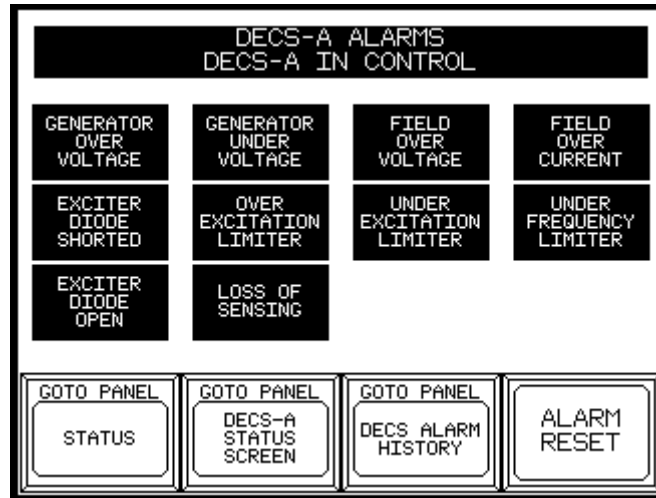 DECS-A ALARMS
DECS-A IN CONTROL
GENERATOR
OVER
VOLTAGE
GENERATOR
UNDER
VOLTAGE
FIELD
OVER
VOLTAGE
FIELD
OVER
CURRENT
EXCITER
DIODE
SHORTED
OVER
EXCITATION
LIMITER
UNDER
EXCITATION
LIMITER
UNDER
FREQUENCY
LIMITER
EXCITER
DIODE
OPEN
LOSS OF
SENSING
GOTO PANEL
STATUS
GOTO PANEL
DECS-A
STATUS
SCREEN
GOTO PANEL
DECS ALARM
HISTORY
ALARM
RESET